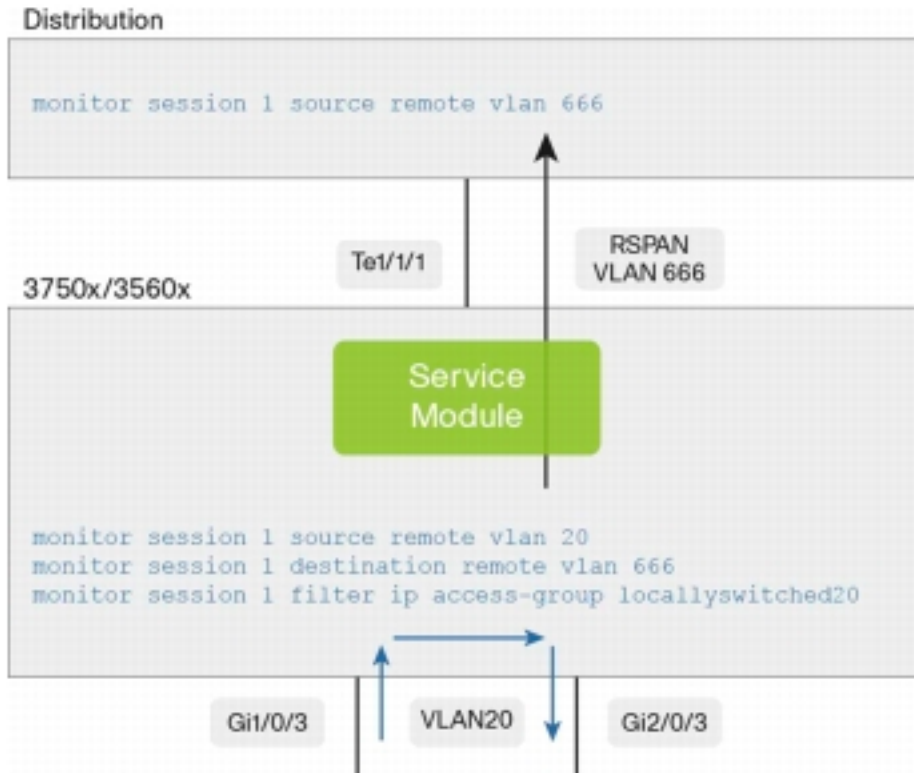 Distribution
monitor session 1 source remote vlan 666
Te1/1/1
RSPAN
VLAN 666
3750x/3560x
Service
Module
monitor session 1 source remote vlan 20
monitor session 1 destination remote vlan 666
monitor session 1 filter ip access-group locallyswitched20
Gi1/0/3
VLAN20
Gi2/0/3